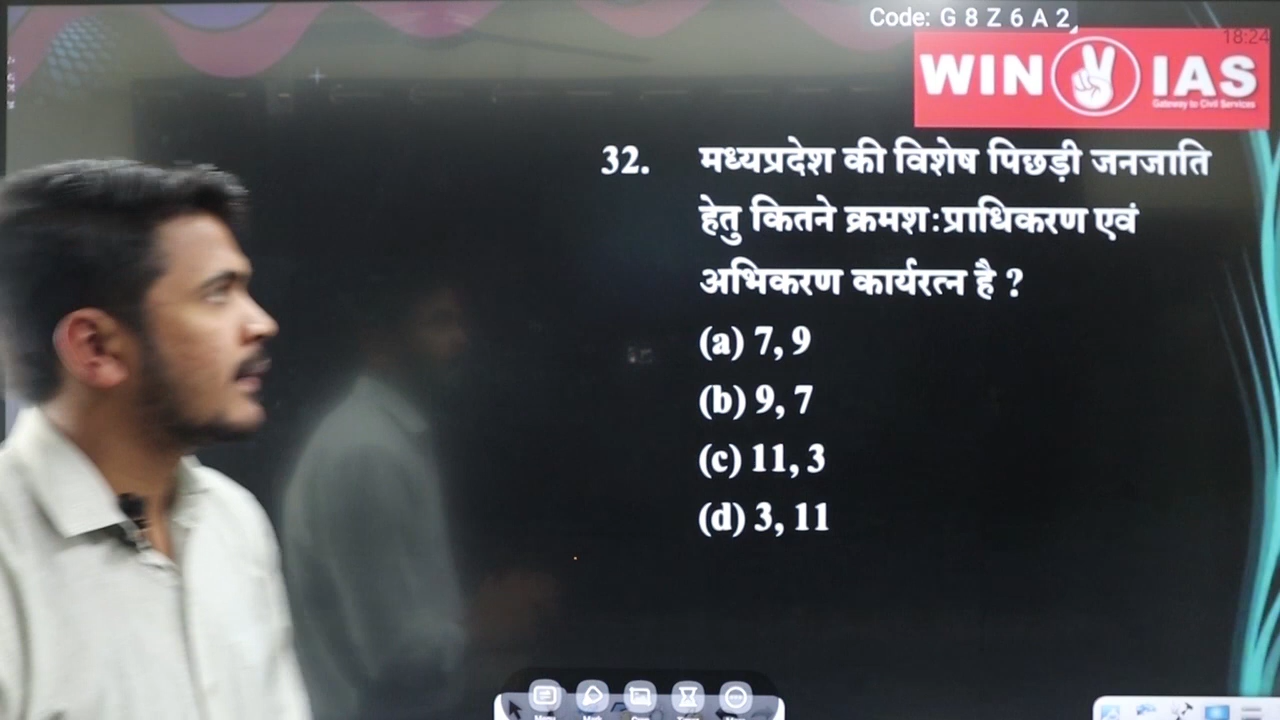 Code: G 8 Z 6 A 2
18:24
WIN IAS
Gateway to Civil Services
32. मध्यप्रदेश की विशेष पिछड़ी जनजाति
हेतु कितने क्रमशःप्राधिकरण एवं
अभिकरण कार्यरत्न है ?
(a) 7, 9
(b) 9, 7
(c) 11, 3
(d) 3, 11